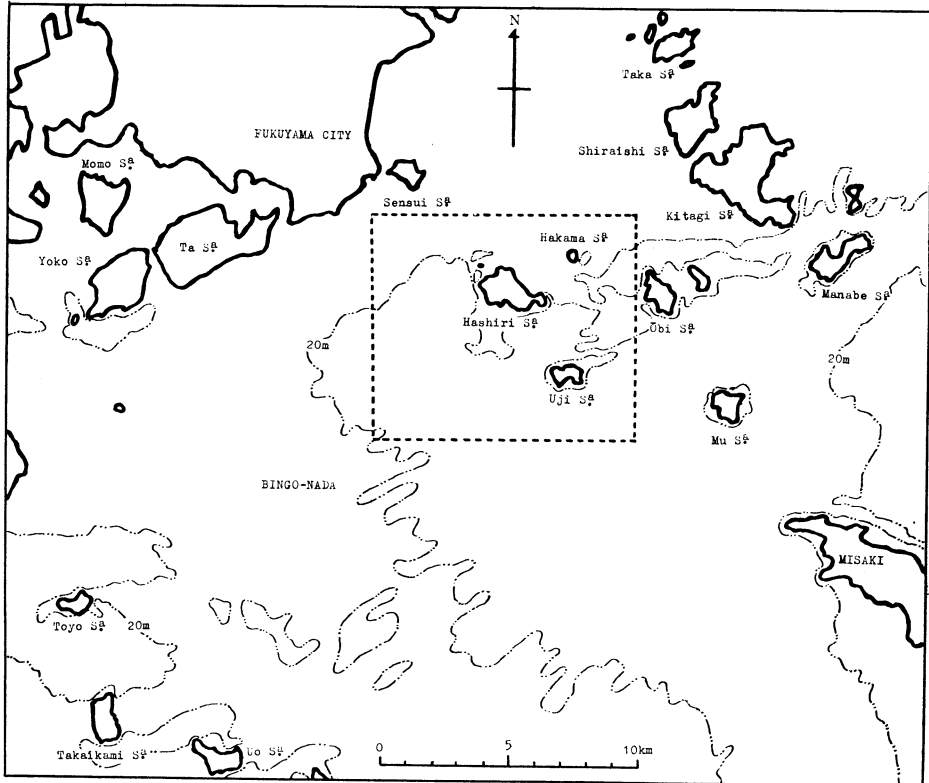 N
Taka Sª.
FUKUYAMA CITY
Shiraishi Sª.
Momo Sª.
Sensui Sª.
Kitagi Sª.
Ta Sª.
Hakama Sª.
Yoko Sª.
Manabe Sª.
Hashiri Sª.
Ubi Sª.
20m
20m
Uji Sª.
Mu Sª.
BINGO-NADA
MISAKI
Toyo Sª.
20m
Takaikami Sª.
Uo Sª.
0 5 10km